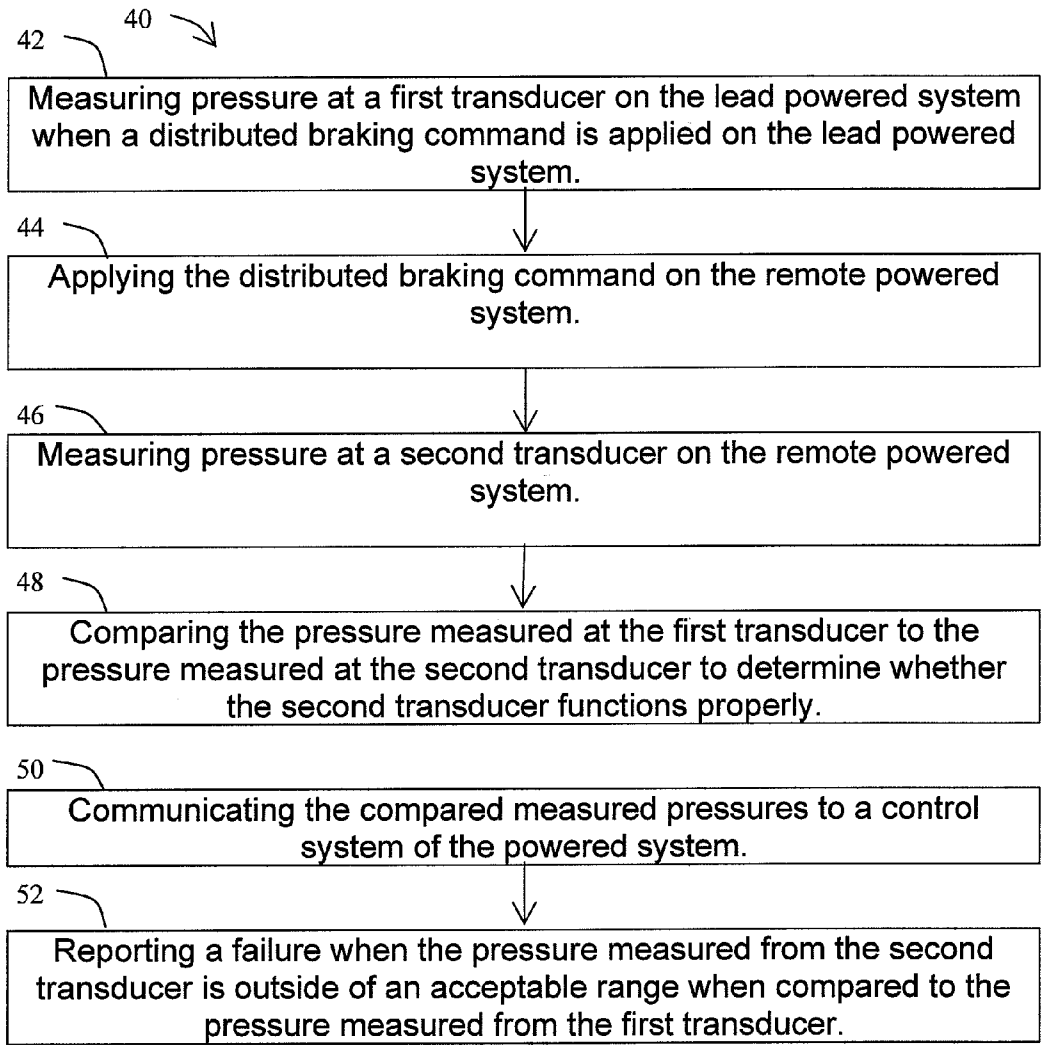 40
42
Measuring pressure at a first transducer on the lead powered system
when a distributed braking command is applied on the lead powered
system.
44
Applying the distributed braking command on the remote powered
system.
46
Measuring pressure at a second transducer on the remote powered
system.
48
Comparing the pressure measured at the first transducer to the
pressure measured at the second transducer to determine whether
the second transducer functions properly.
50
Communicating the compared measured pressures to a control
system of the powered system.
52
Reporting a failure when the pressure measured from the second
transducer is outside of an acceptable range when compared to the
pressure measured from the first transducer.